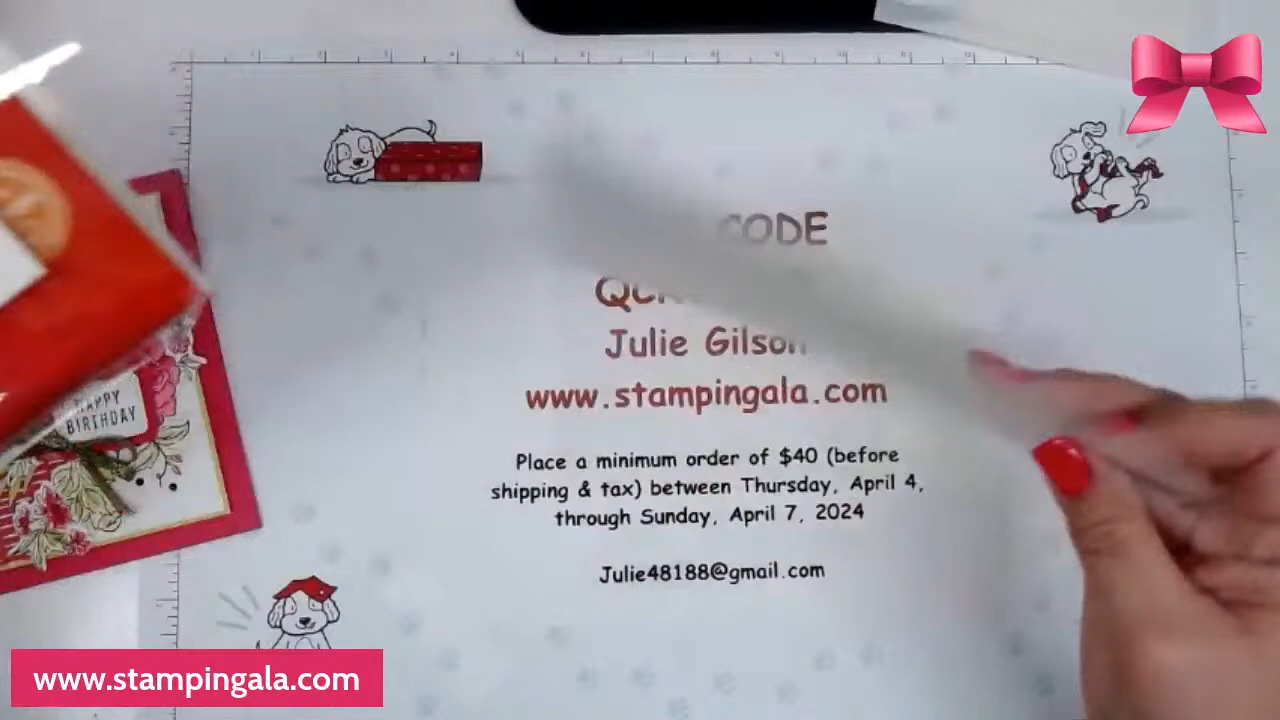 CODE
Julie Gilson
www.stampingala.com
Place a minimum order of $40 (before
shipping & tax) between Thursday, April 4,
through Sunday, April 7, 2024
Julie48188@gmail.com
HAPPY
BIRTHDAY
www.stampingala.com